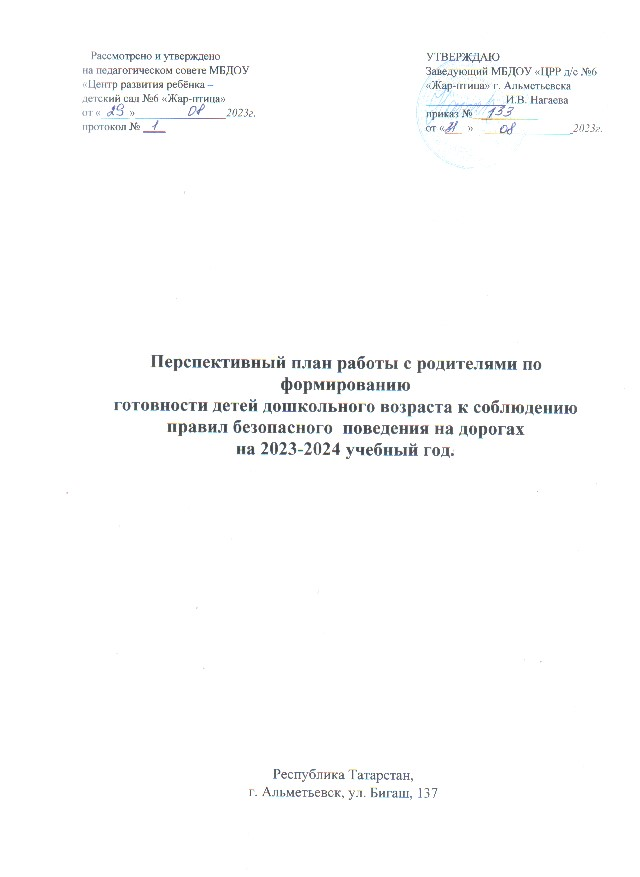 Рассмотрено и утверждено
на педагогическом совете МБДОУ
«Центр развития ребёнка –
детский сад №6 «Жар-птица»
от « 29 » 08 2023г.
протокол № 1
УТВЕРЖДАЮ
Заведующий МБДОУ «ЦРР д/с №6
«Жар-птица» г. Альметьевска
И.В. Нагаева
приказ № 133
от « 31 » 08 2023г.
Перспективный план работы с родителями по
формированию
готовности детей дошкольного возраста к соблюдению
правил безопасного поведения на дорогах
на 2023-2024 учебный год.
Республика Татарстан,
г. Альметьевск, ул. Бигаш, 137